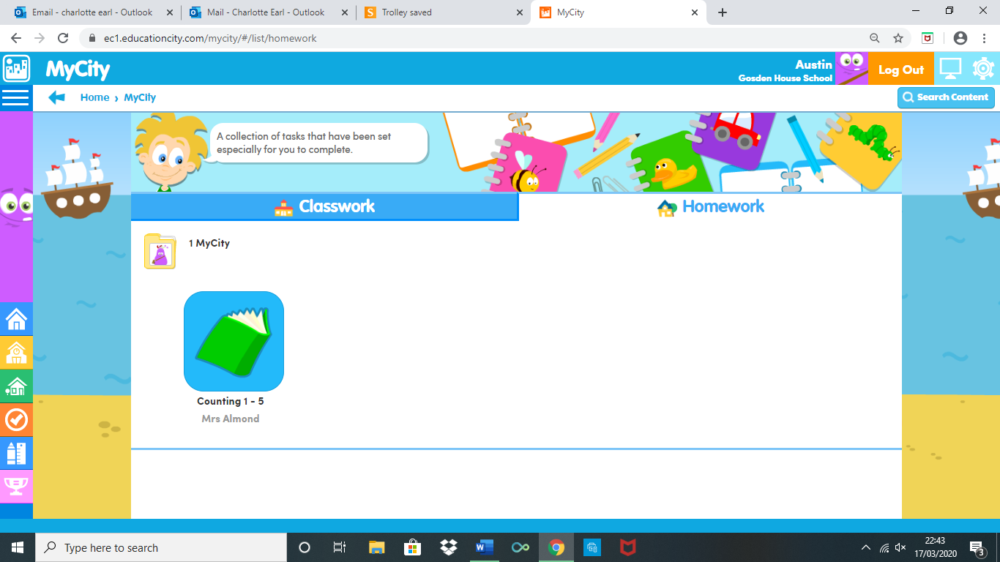 Email - charlotte earl - Outlook
Mail - Charlotte Earl - Outlook
S
Trolley saved
MyCity
ec1.educationcity.com/mycity/#/list/homework
MyCity
Austin
Gosden House School
Log Out
Home › MyCity
Search Content
A collection of tasks that have been set
especially for you to complete.
Classwork
Homework
1 MyCity
Counting 1 - 5
Mrs Almond
Type here to search
22:43
17/03/2020
3